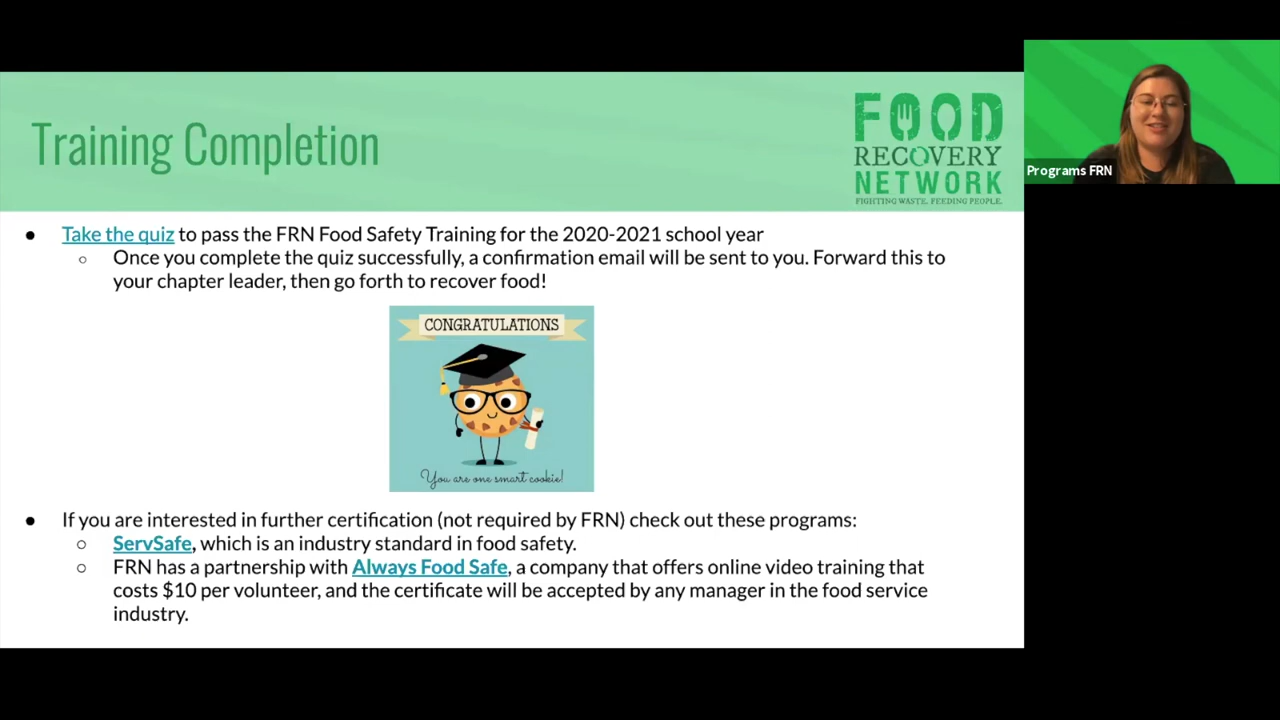 Training Completion
FOOD
RECOVERY
NETWORK
FIGHTING WASTE. FEEDING PEOPLE.
Programs FRN
● Take the quiz to pass the FRN Food Safety Training for the 2020-2021 school year
○ Once you complete the quiz successfully, a confirmation email will be sent to you. Forward this to
your chapter leader, then go forth to recover food!
CONGRATULATIONS
You are one smart cookie!
● If you are interested in further certification (not required by FRN) check out these programs:
○ ServSafe, which is an industry standard in food safety.
○ FRN has a partnership with Always Food Safe, a company that offers online video training that
costs $10 per volunteer, and the certificate will be accepted by any manager in the food service
industry.